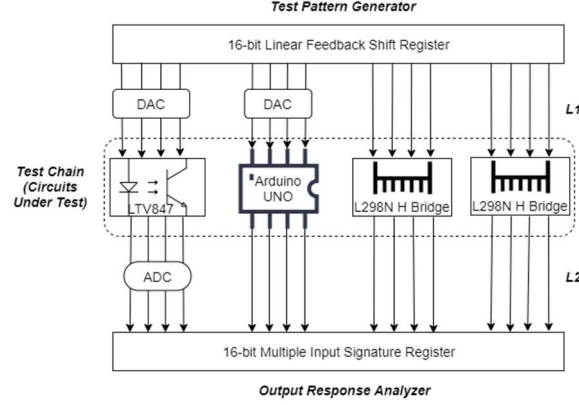 Test Pattern Generator
16-bit Linear Feedback Shift Register
DAC
DAC
L1
Test Chain
(Circuits
Under Test)
LTV847
Arduino
UNO
L298N H Bridge
L298N H Bridge
ADC
L2
16-bit Multiple Input Signature Register
Output Response Analyzer